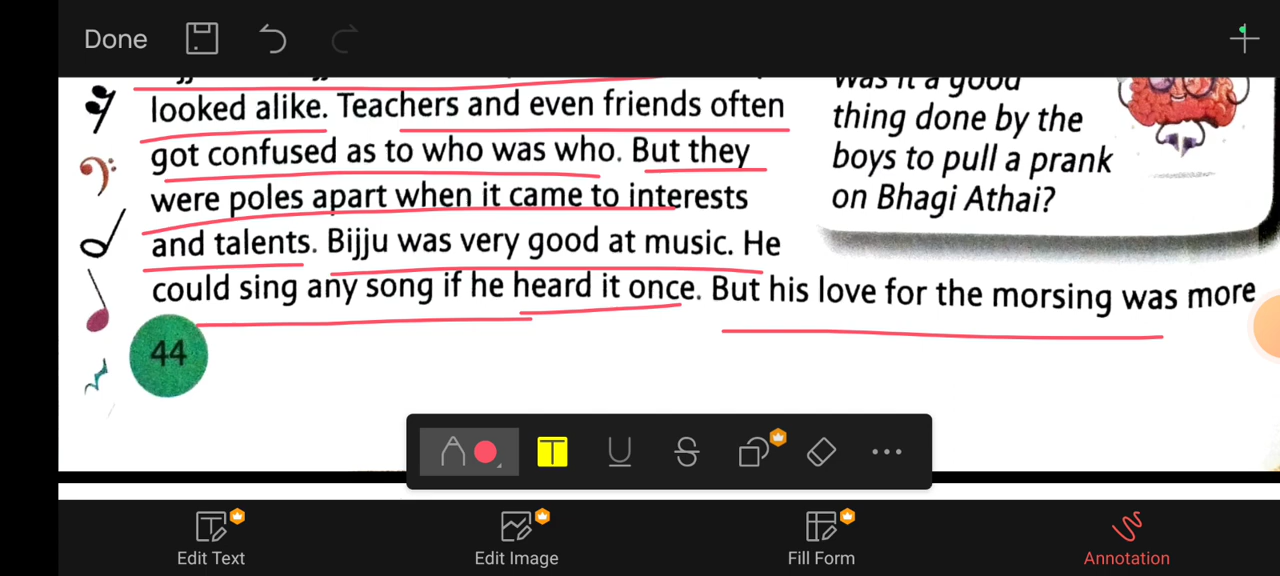 Done
looked alike. Teachers and even friends often
got confused as to who was who. But they
were poles apart when it came to interests
and talents. Bijju was very good at music. He
could sing any song if he heard it once. But his love for the morsing was more
44
was it a good
thing done by the
boys to pull a prank
on Bhagi Athai?
Edit Text
Edit Image
Fill Form
Annotation